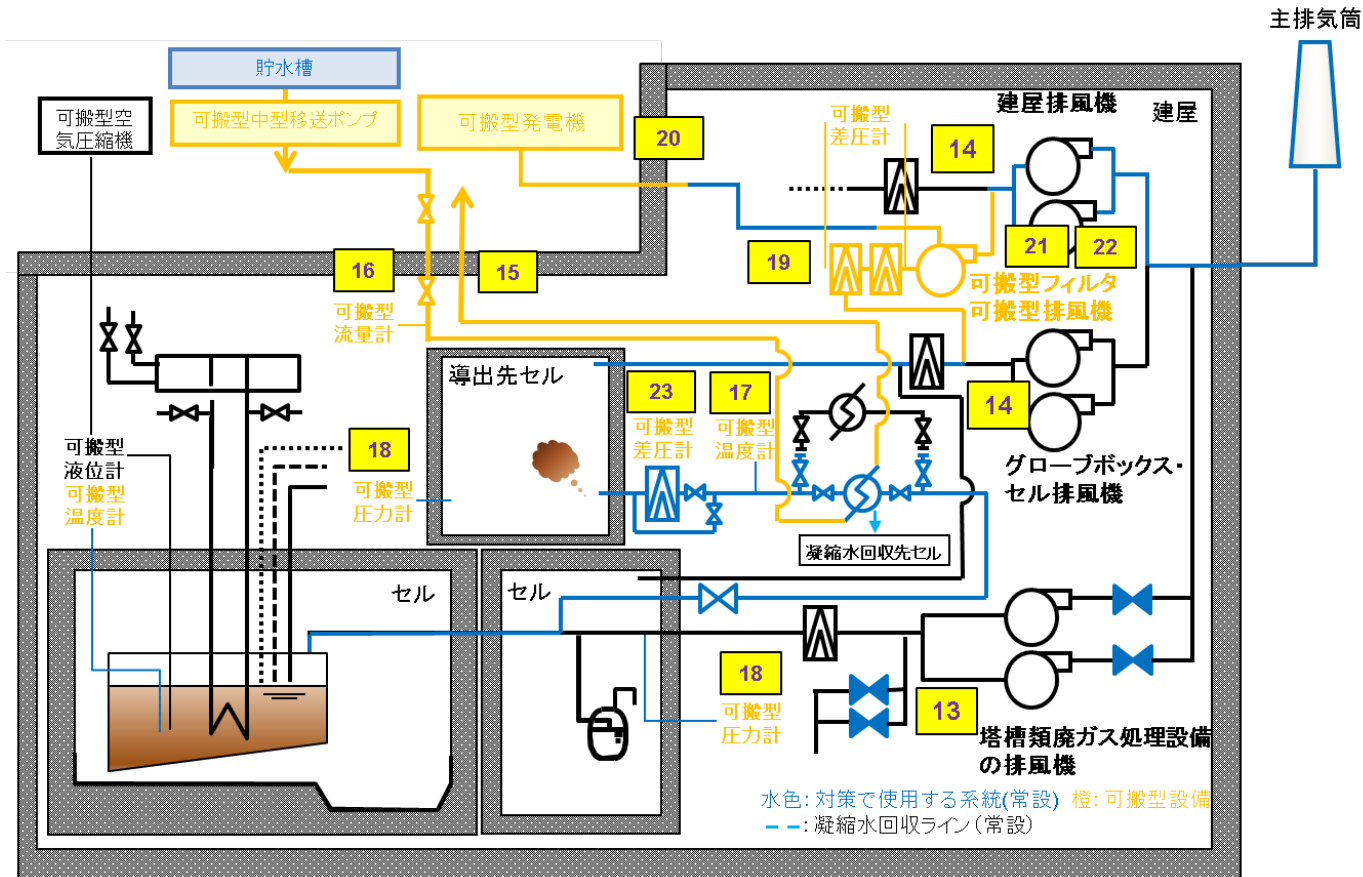 主排気筒
貯水槽
可搬型空
気圧縮機
可搬型中型移送ポンプ
可搬型発電機
20
可搬型
差圧計
14
建屋排風機
建屋
21
22
19
可搬型フィルタ
可搬型排風機
16
15
可搬型
流量計
導出先セル
23
可搬型
差圧計
17
可搬型
温度計
14
グローブボックス・
セル排風機
可搬型
液位計
可搬型
温度計
18
可搬型
圧力計
凝縮水回収先セル
セル
セル
18
可搬型
圧力計
13
塔槽類廃ガス処理設備
の排風機
水色：対策で使用する系統(常設) 橙：可搬型設備
：凝縮水回収ライン（常設）